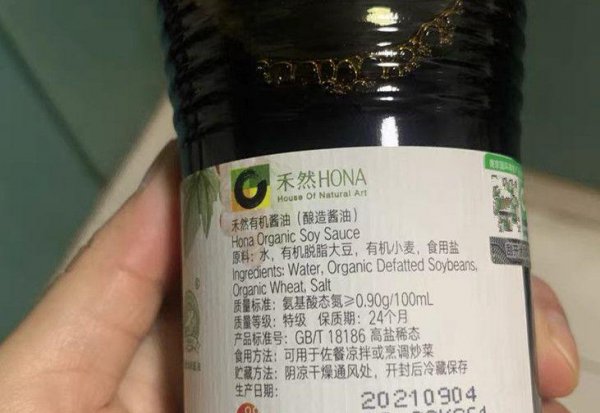 禾然HONA
House Of Natural Art
禾然有机酱油（酿造酱油）
Hona Organic Soy Sauce
原料：水，有机脱脂大豆，有机小麦，食用盐
Ingredients: Water, Organic Defatted Soybeans,
Organic Wheat, Salt
质量标准：氨基酸态氮≥0.90g/100mL
质量等级：特级 保质期：24个月
产品标准号：GB/T 18186 高盐稀态
食用方法：可用于佐餐凉拌或烹调炒菜
贮藏方法：阴凉干燥通风处，开封后冷藏保存
生产日期：
20210904